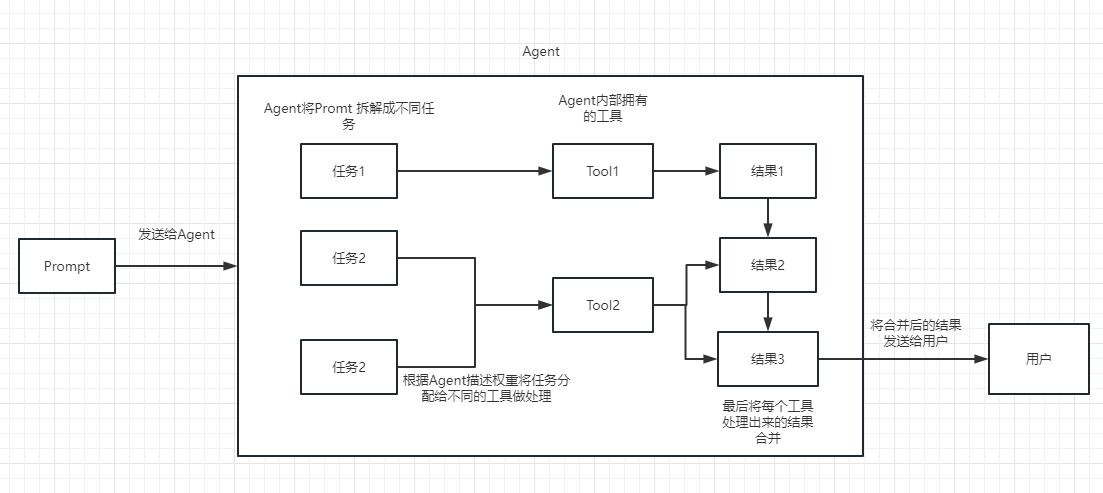 Agent
Agent将Promt 拆解成不同任
务
Agent内部拥有
的工具
任务1
Tool1
结果1
发送给Agent
Prompt
任务2
Tool2
结果2
任务2
根据Agent描述权重将任务分
配给不同的工具做处理
结果3
将合并后的结果
发送给用户
用户
最后将每个工具
处理出来的结果
合并